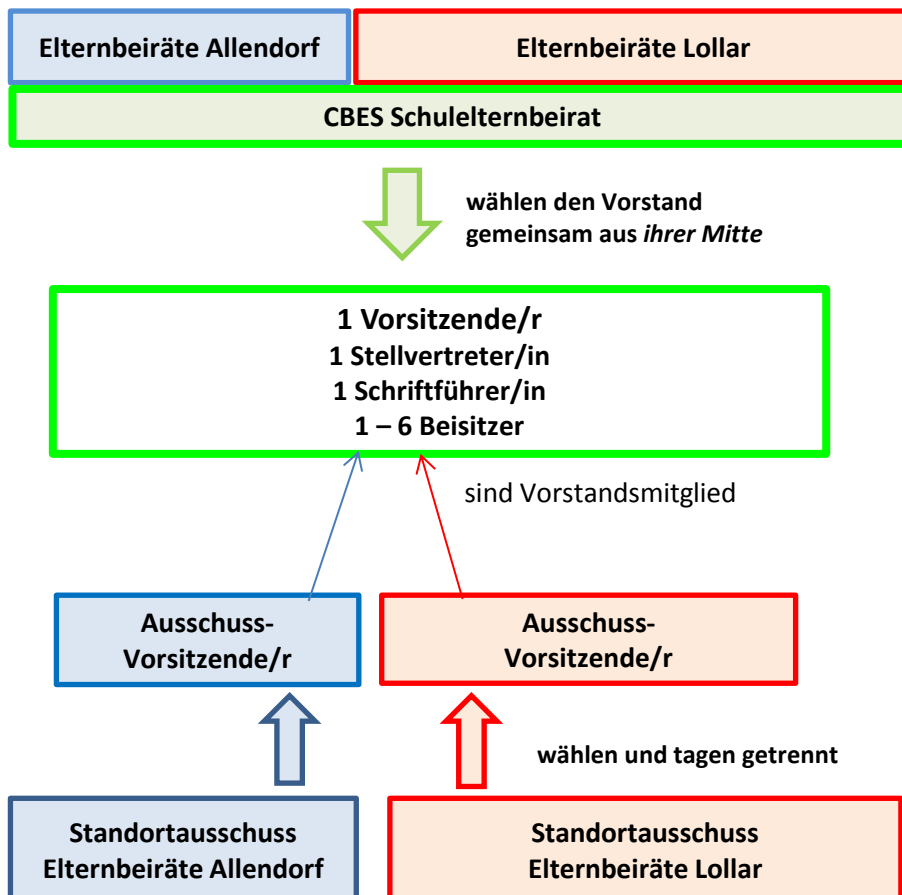 Elternbeiräte Allendorf
Elternbeiräte Lollar
CBES Schulelternbeirat
wählen den Vorstand
gemeinsam aus ihrer Mitte
1 Vorsitzende/r
1 Stellvertreter/in
1 Schriftführer/in
1 – 6 Beisitzer
sind Vorstandsmitglied
Ausschuss-
Vorsitzende/r
Ausschuss-
Vorsitzende/r
wählen und tagen getrennt
Standortausschuss
Elternbeiräte Allendorf
Standortausschuss
Elternbeiräte Lollar